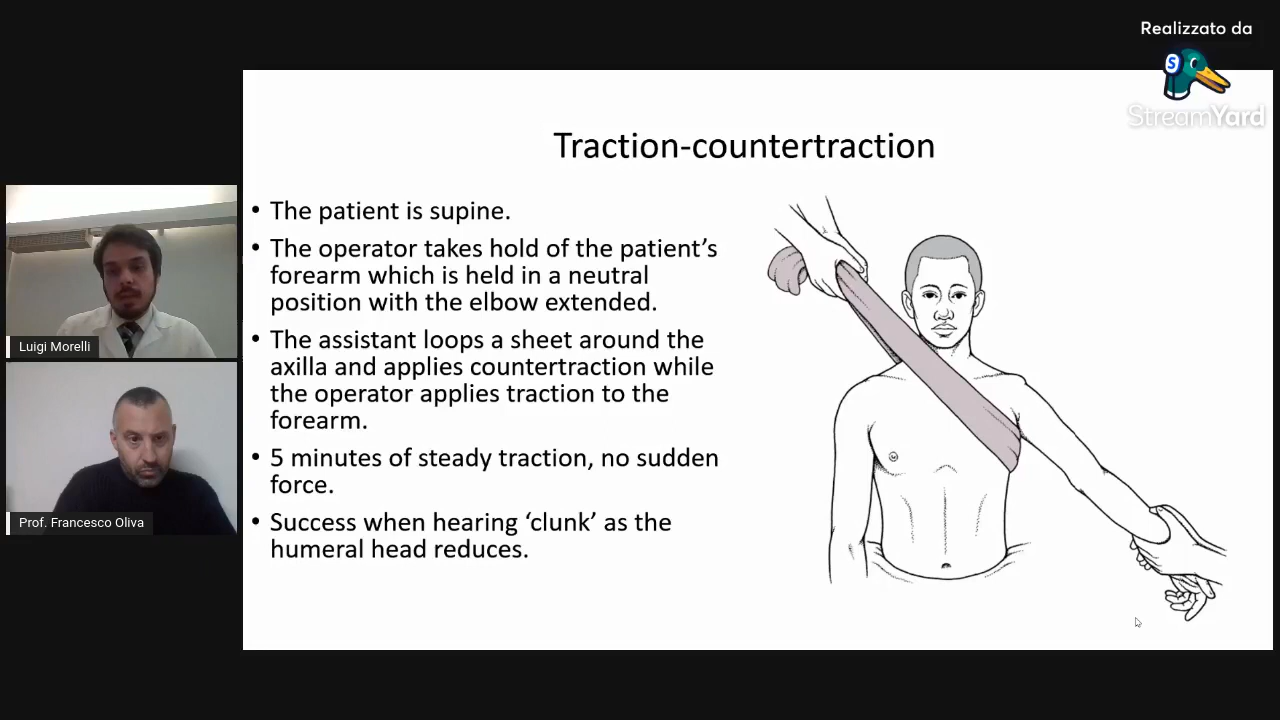 Realizzato da
StreamYard
Traction-countertraction
• The patient is supine.
• The operator takes hold of the patient’s
forearm which is held in a neutral
position with the elbow extended.
• The assistant loops a sheet around the
axilla and applies countertraction while
the operator applies traction to the
forearm.
• 5 minutes of steady traction, no sudden
force.
• Success when hearing ‘clunk’ as the
humeral head reduces.
Luigi Morelli
Prof. Francesco Oliva